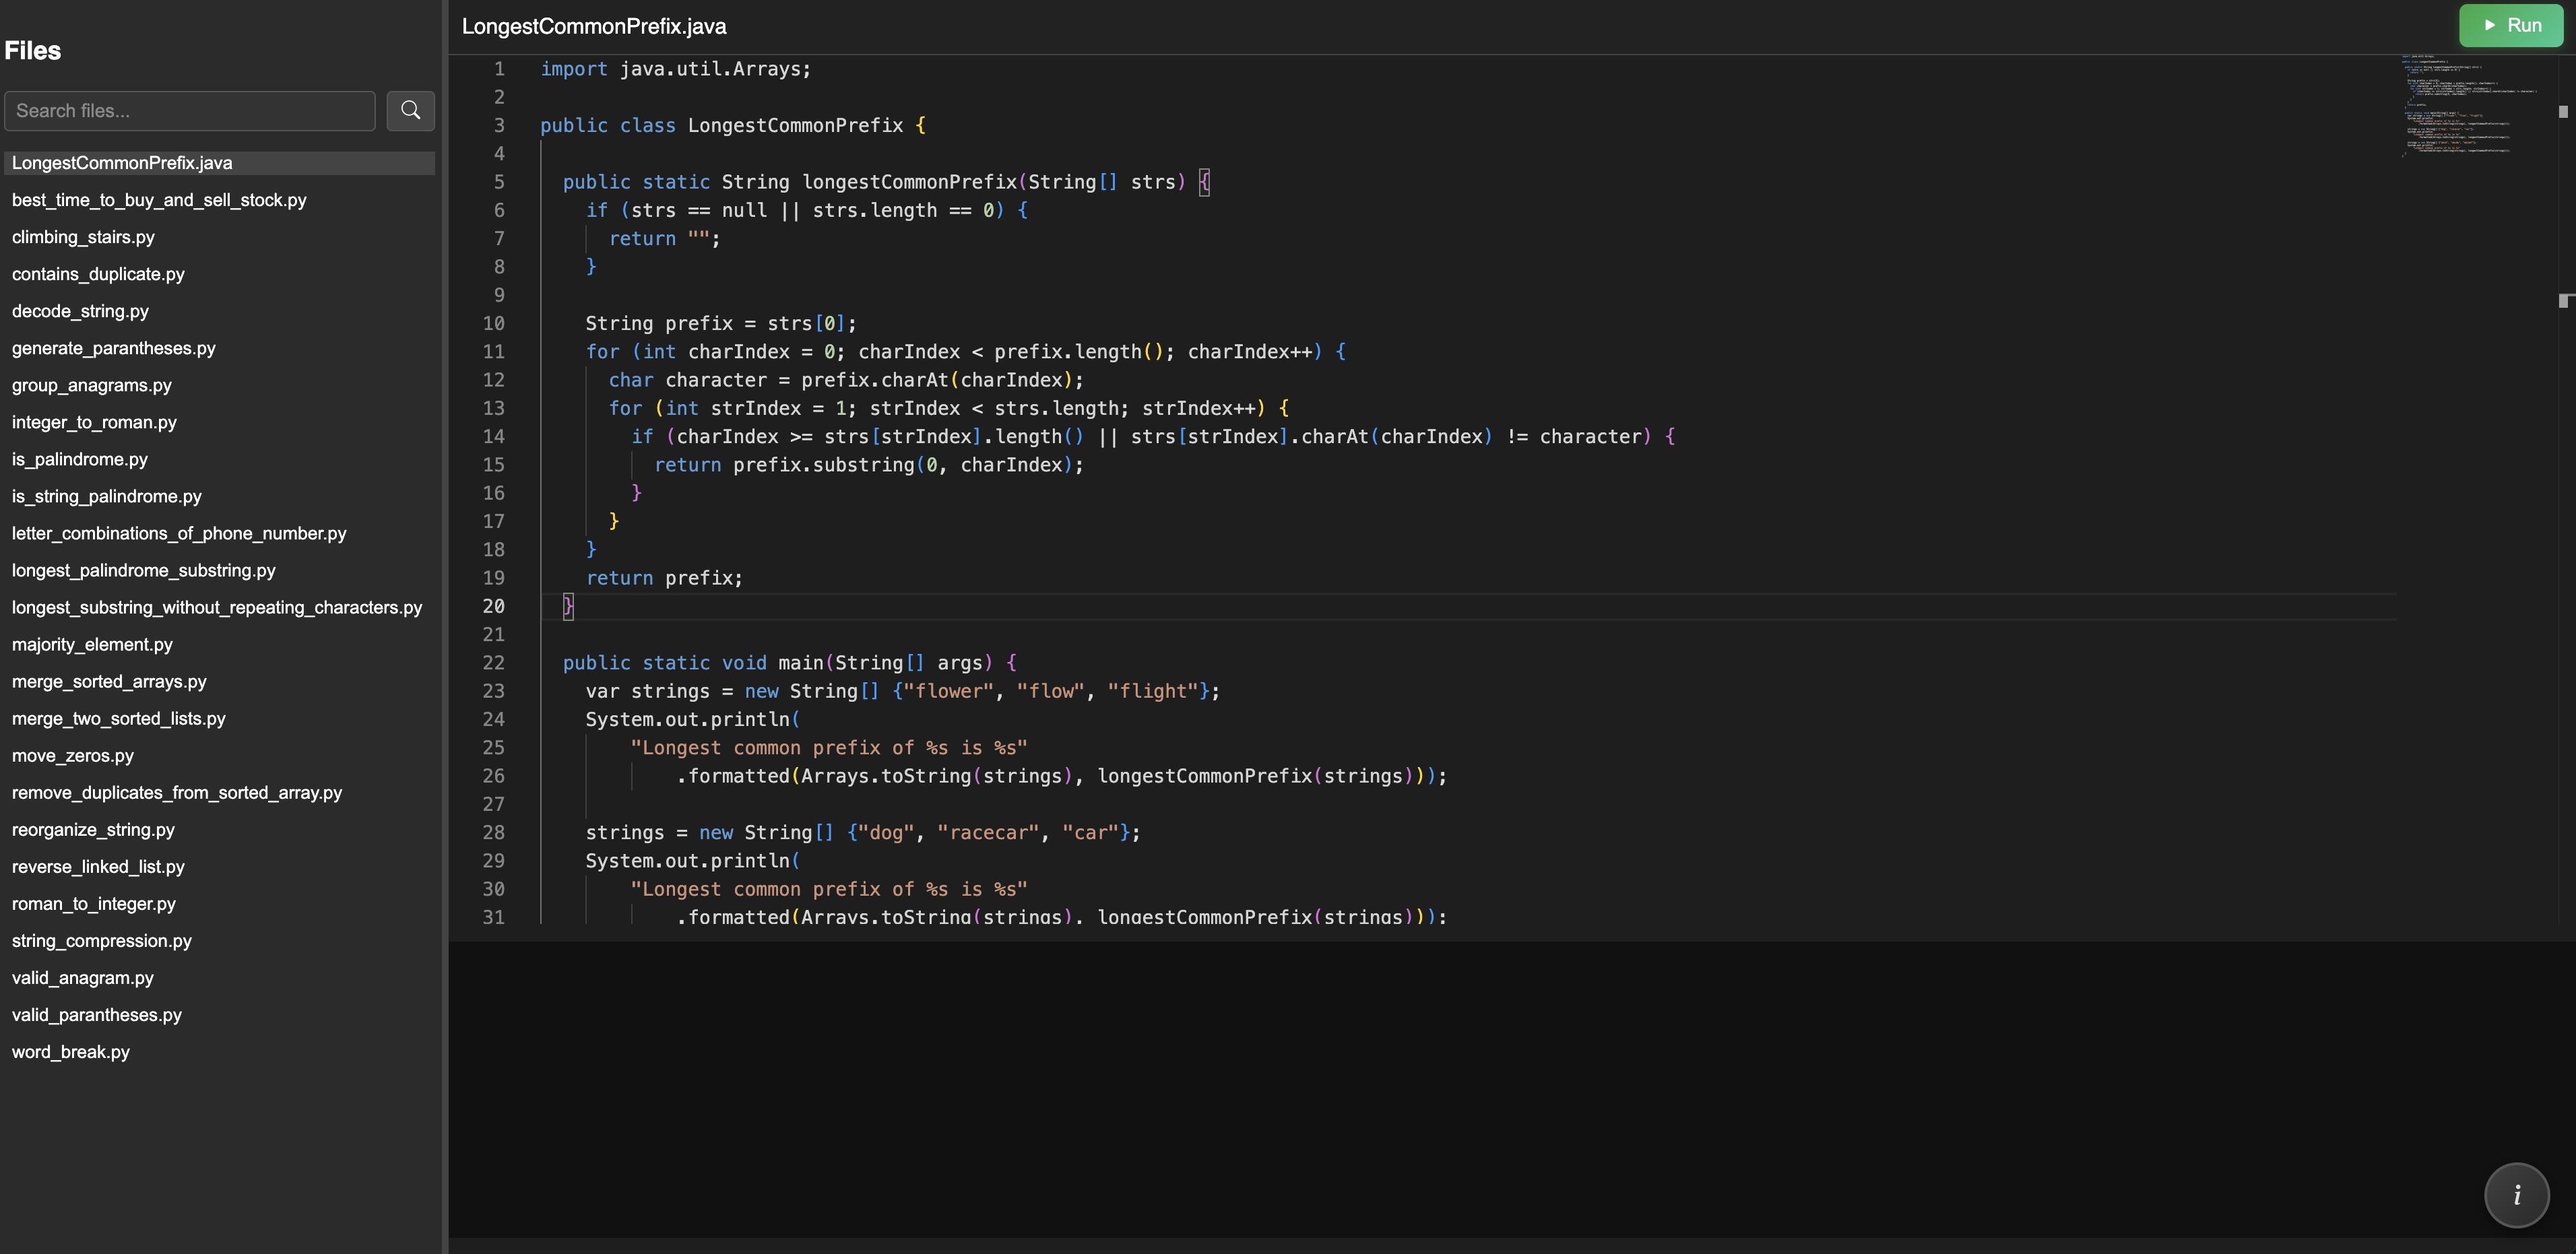 Files
Search files...
LongestCommonPrefix.java
best_time_to_buy_and_sell_stock.py
climbing_stairs.py
contains_duplicate.py
decode_string.py
generate_parantheses.py
group_anagrams.py
integer_to_roman.py
is_palindrome.py
is_string_palindrome.py
letter_combinations_of_phone_number.py
longest_palindrome_substring.py
longest_substring_without_repeating_characters.py
majority_element.py
merge_sorted_arrays.py
merge_two_sorted_lists.py
move_zeros.py
remove_duplicates_from_sorted_array.py
reorganize_string.py
reverse_linked_list.py
roman_to_integer.py
string_compression.py
valid_anagram.py
valid_parantheses.py
word_break.py
LongestCommonPrefix.java
Run
1 import java.util.Arrays;
2
3 public class LongestCommonPrefix {
4
5   public static String longestCommonPrefix(String[] strs) {
6     if (strs == null || strs.length == 0) {
7       return "";
8     }
9
10     String prefix = strs[0];
11     for (int charIndex = 0; charIndex < prefix.length(); charIndex++) {
12       char character = prefix.charAt(charIndex);
13       for (int strIndex = 1; strIndex < strs.length; strIndex++) {
14         if (charIndex >= strs[strIndex].length() || strs[strIndex].charAt(charIndex) != character) {
15           return prefix.substring(0, charIndex);
16         }
17       }
18     }
19     return prefix;
20   }
21
22   public static void main(String[] args) {
23     var strings = new String[] {"flower", "flow", "flight"};
24     System.out.println(
25         "Longest common prefix of %s is %s"
26             .formatted(Arrays.toString(strings), longestCommonPrefix(strings)));
27
28     strings = new String[] {"dog", "racecar", "car"};
29     System.out.println(
30         "Longest common prefix of %s is %s"
31             .formatted(Arrays.toString(strings), longestCommonPrefix(strings)));
i